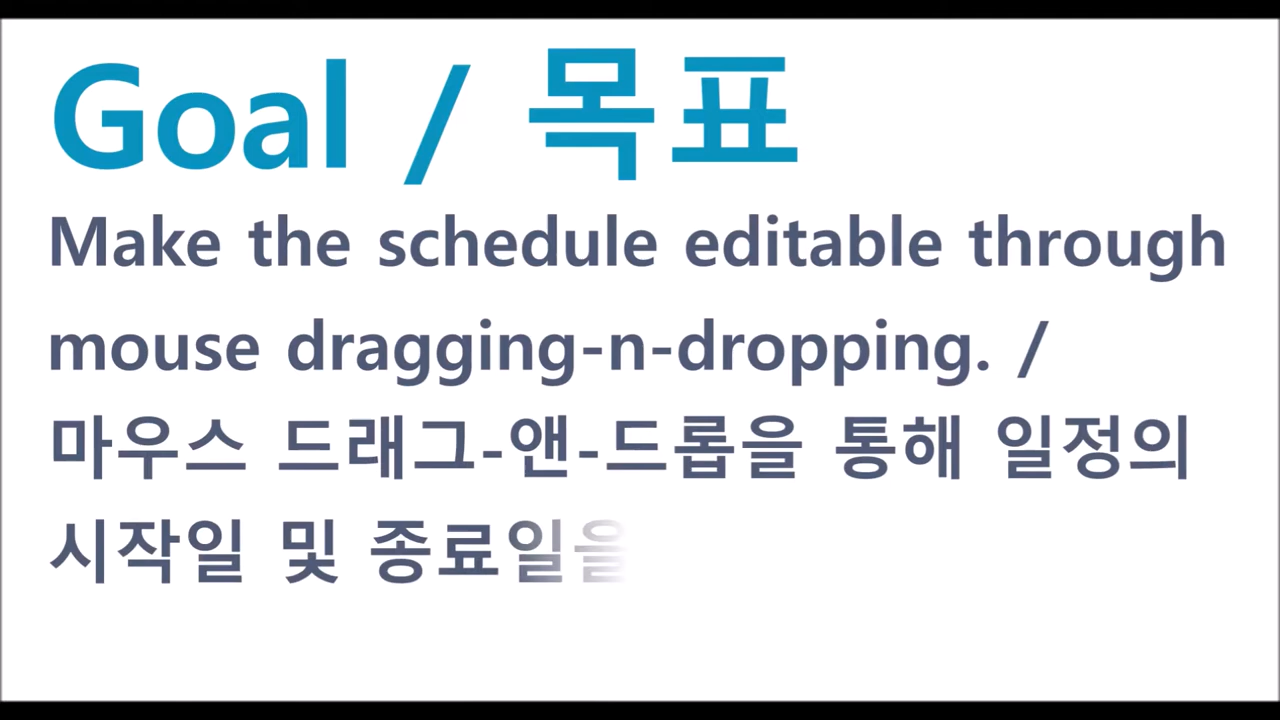 Goal / 목표
Make the schedule editable through
mouse dragging-n-dropping. /
마우스 드래그-앤-드롭을 통해 일정의
시작일 및 종료일을